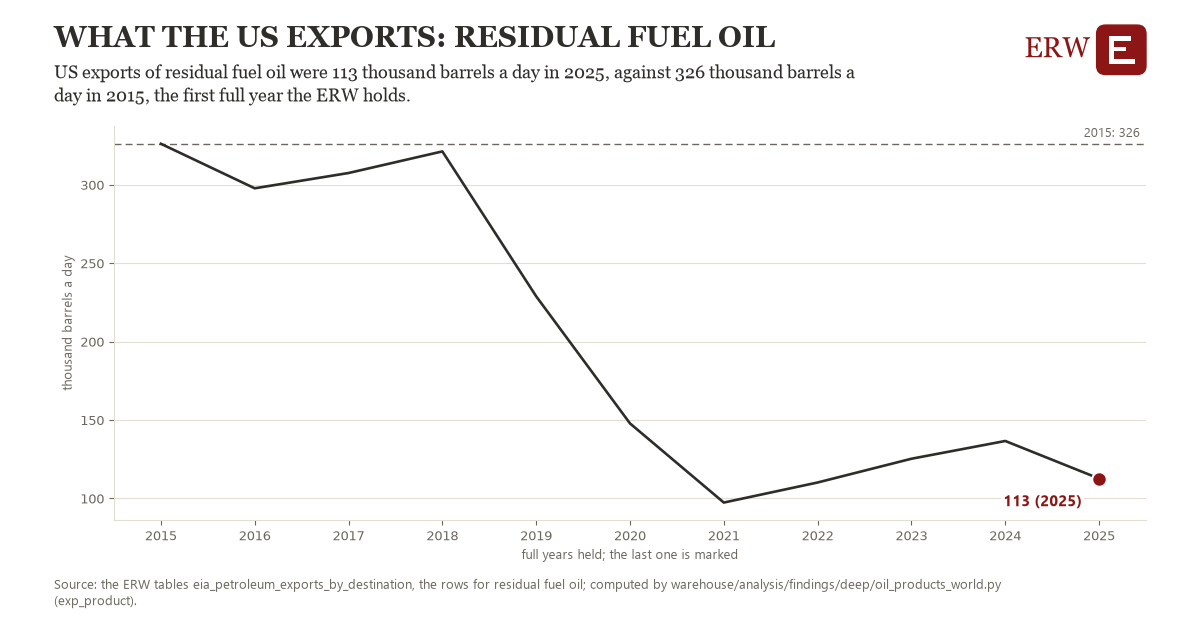 WHAT THE US EXPORTS: RESIDUAL FUEL OIL
US exports of residual fuel oil were 113 thousand barrels a day in 2025, against 326 thousand barrels a
day in 2015, the first full year the ERW holds.
ERW E
2015: 326
300
250
200
150
100
thousand barrels a day
113 (2025)
2015 2016 2017 2018 2019 2020 2021 2022 2023 2024 2025
full years held; the last one is marked
Source: the ERW tables eia_petroleum_exports_by_destination, the rows for residual fuel oil; computed by warehouse/analysis/findings/deep/oil_products_world.py
(exp_product).